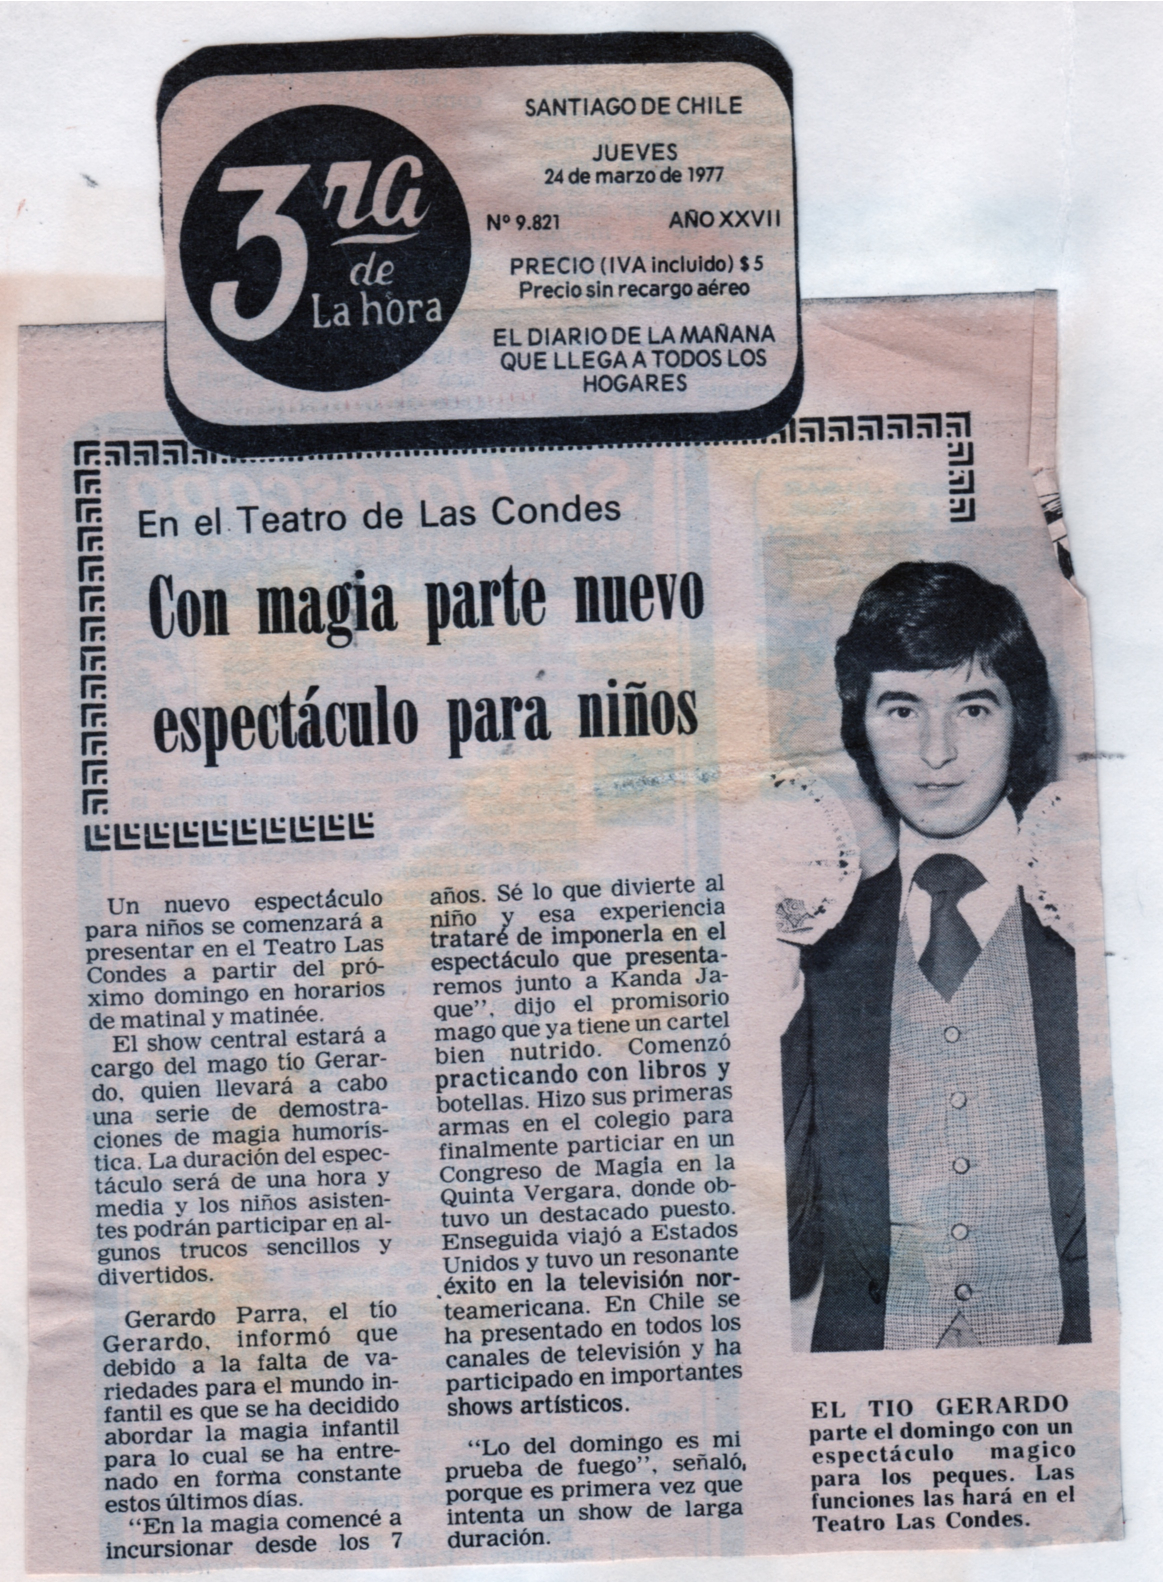 3ra
de
La hora
SANTIAGO DE CHILE
JUEVES
24 de marzo de 1977
Nº 9.821 AÑO XXVII
PRECIO (IVA incluido) $ 5
Precio sin recargo aéreo
EL DIARIO DE LA MAÑANA
QUE LLEGA A TODOS LOS
HOGARES
En el Teatro de Las Condes
Con magia parte nuevo
espectáculo para niños
Un nuevo espectáculo
para niños se comenzará a
presentar en el Teatro Las
Condes a partir del pró-
ximo domingo en horarios
de matinal y matinée.
El show central estará a
cargo del mago tío Gerar-
do, quien llevará a cabo
una serie de demostra-
ciones de magia humorís-
tica. La duración del espec-
táculo será de una hora y
media y los niños asisten-
tes podrán participar en al-
gunos trucos sencillos y
divertidos.
Gerardo Parra, el tío
Gerardo, informó que
debido a la falta de va-
riedades para el mundo in-
fantil es que se ha decidido
abordar la magia infantil
para lo cual se ha entre-
nado en forma constante
estos últimos días.
"En la magia comencé a
incursionar desde los 7
años. Sé lo que divierte al
niño y esa experiencia
trataré de imponerla en el
espectáculo que presenta-
remos junto a Kanda Ja-
que", dijo el promisorio
mago que ya tiene un cartel
bien nutrido. Comenzó
practicando con libros y
botellas. Hizo sus primeras
armas en el colegio para
finalmente particiar en un
Congreso de Magia en la
Quinta Vergara, donde ob-
tuvo un destacado puesto.
Enseguida viajó a Estados
Unidos y tuvo un resonante
éxito en la televisión nor-
teamericana. En Chile se
ha presentado en todos los
canales de televisión y ha
participado en importantes
shows artísticos.
"Lo del domingo es mi
prueba de fuego", señaló,
porque es primera vez que
intenta un show de larga
duración.
EL TIO GERARDO
parte el domingo con un
espectáculo magico
para los peques. Las
funciones las hará en el
Teatro Las Condes.